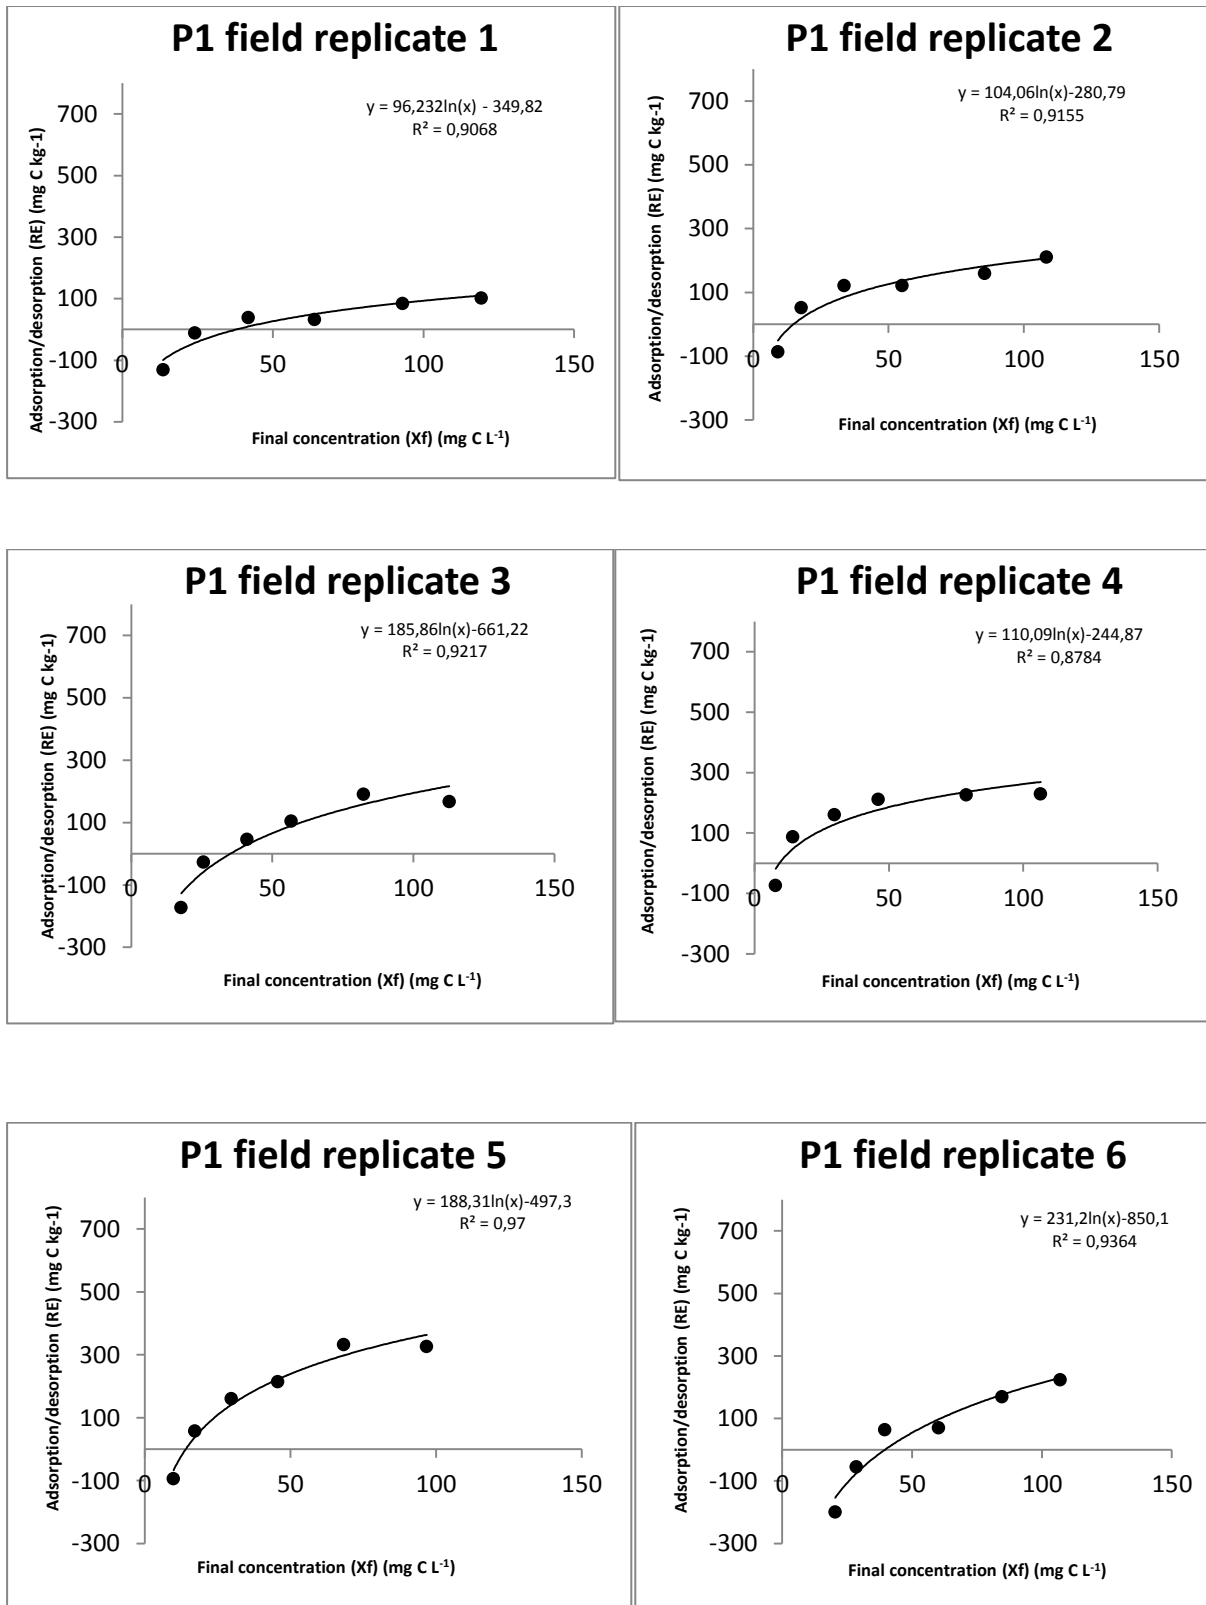 P1 field replicate 1
y = 96,232ln(x) - 349,82
R² = 0,9068
Adsorption/desorption (RE) (mg C kg-1)
700
500
300
100
-100
-300
0 50 100 150
Final concentration (Xf) (mg C L-1)
P1 field replicate 2
y = 104,06ln(x)-280,79
R² = 0,9155
Adsorption/desorption (RE) (mg C kg-1)
700
500
300
100
-100
-300
0 50 100 150
Final concentration (Xf) (mg C L-1)
P1 field replicate 3
y = 185,86ln(x)-661,22
R² = 0,9217
Adsorption/desorption (RE) (mg C kg-1)
700
500
300
100
-100
-300
0 50 100 150
Final concentration (Xf) (mg C L-1)
P1 field replicate 4
y = 110,09ln(x)-244,87
R² = 0,8784
Adsorption/desorption (RE) (mg C kg-1)
700
500
300
100
-100
-300
0 50 100 150
Final concentration (Xf) (mg C L-1)
P1 field replicate 5
y = 188,31ln(x)-497,3
R² = 0,97
Adsorption/desorption (RE) (mg C kg-1)
700
500
300
100
-100
-300
0 50 100 150
Final concentration (Xf) (mg C L-1)
P1 field replicate 6
y = 231,2ln(x)-850,1
R² = 0,9364
Adsorption/desorption (RE) (mg C kg-1)
700
500
300
100
-100
-300
0 50 100 150
Final concentration (Xf) (mg C L-1)